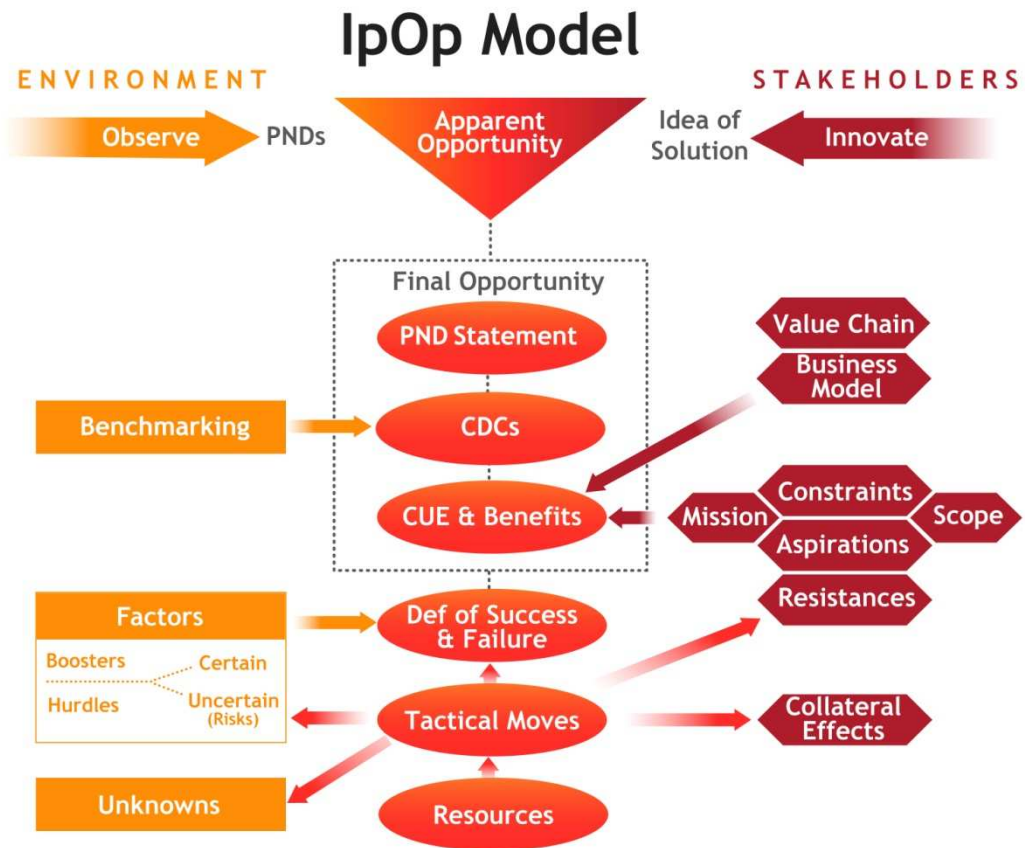 IpOp Model
ENVIRONMENT
STAKEHOLDERS
Observe
PNDs
Apparent
Opportunity
Idea of
Solution
Innovate
Final Opportunity
PND Statement
Value Chain
Business
Model
Benchmarking
CDCs
CUE & Benefits
Mission
Constraints
Aspirations
Scope
Resistances
Factors
Boosters
Hurdles
Certain
Uncertain
(Risks)
Def of Success
& Failure
Tactical Moves
Collateral
Effects
Unknowns
Resources